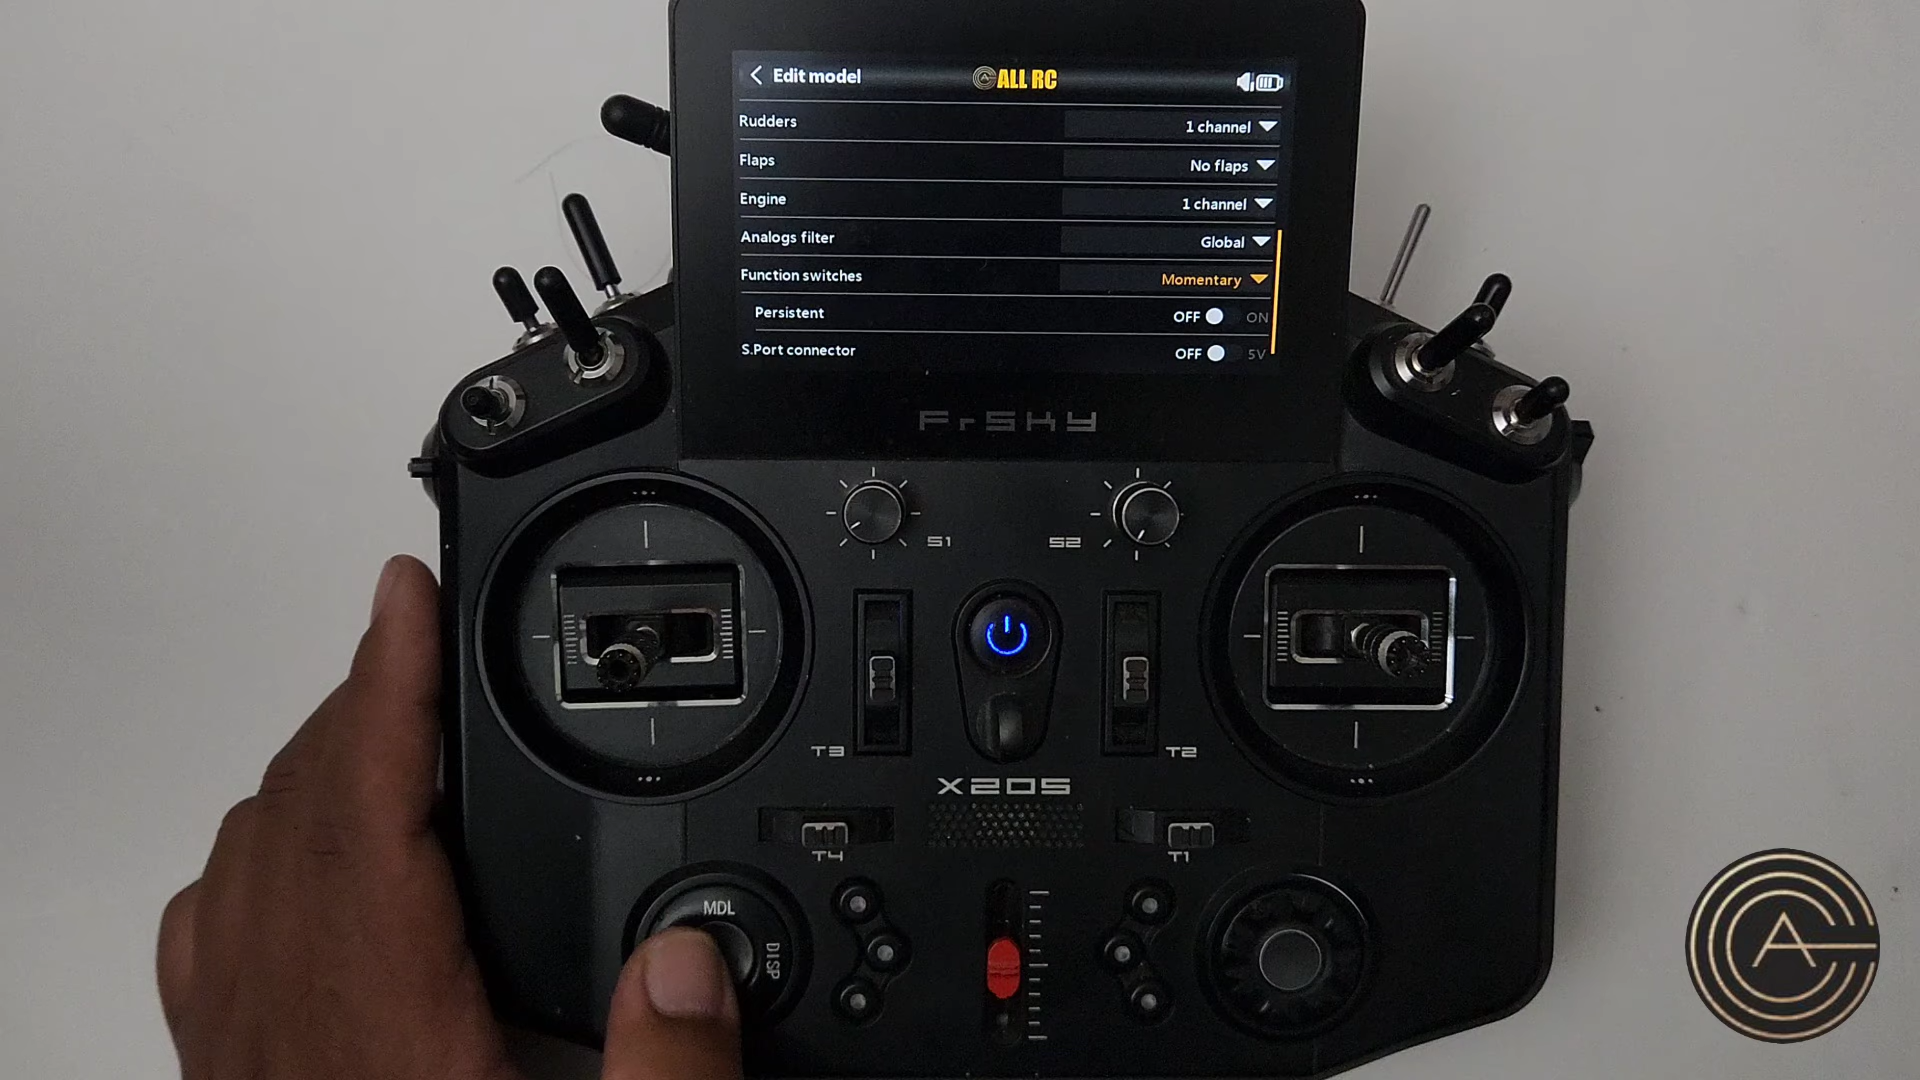 Edit model
ALL RC
Rudders 1 channel
Flaps No flaps
Engine 1 channel
Analogs filter Global
Function switches Momentary
Persistent OFF ON
S.Port connector OFF 5V
FrSKY
S1 S2
T3 T2
X20S
T4 T1
MDL
DISP
A